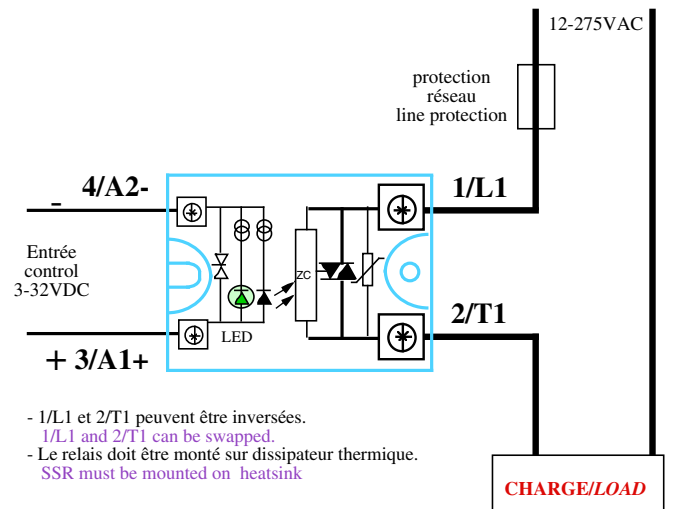 12-275VAC
protection
réseau
line protection
4/A2-
1/L1
-
Entrée
control
3-32VDC
ZC
LED
2/T1
+ 3/A1+
- 1/L1 et 2/T1 peuvent être inversées.
1/L1 and 2/T1 can be swapped.
- Le relais doit être monté sur dissipateur thermique.
SSR must be mounted on heatsink
CHARGE/LOAD